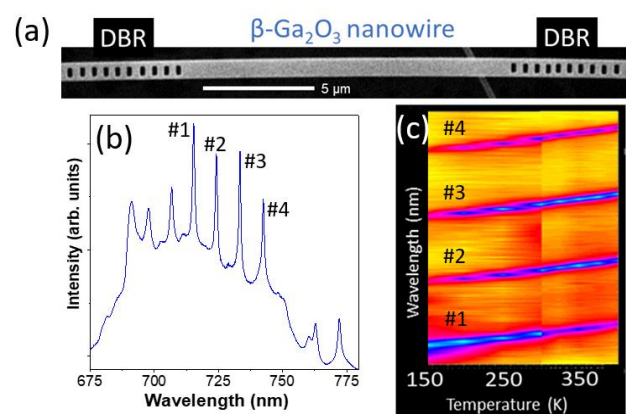 (a)
DBR
β-Ga₂O₃ nanowire
DBR
5 µm
(b)
#1
#2
#3
#4
Intensity (arb. units)
675 700 725 750 775
Wavelength (nm)
(c)
#4
#3
#2
#1
Wavelength (nm)
150 250 350
Temperature (K)